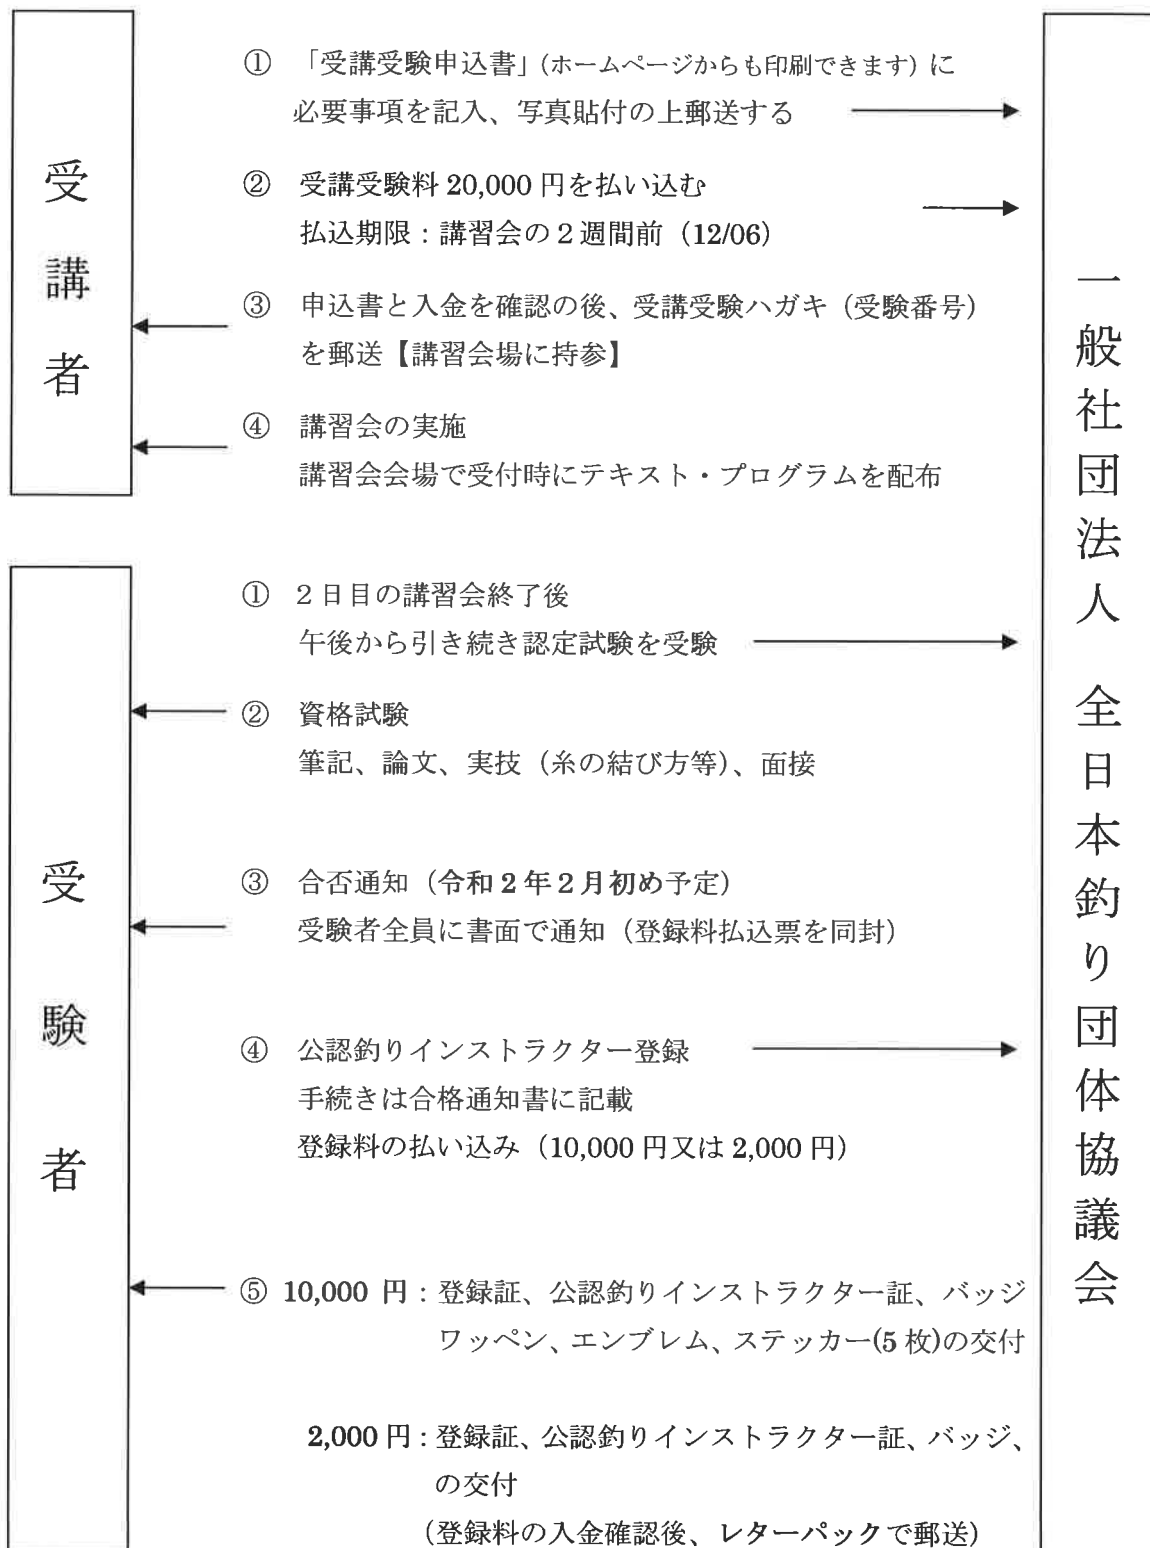 受講者
① 「受講受験申込書」(ホームページからも印刷できます)に
必要事項を記入、写真貼付の上郵送する
② 受講受験料 20,000 円を払い込む
払込期限：講習会の２週間前（12/06）
③ 申込書と入金を確認の後、受講受験ハガキ（受験番号）
を郵送【講習会場に持参】
④ 講習会の実施
講習会会場で受付時にテキスト・プログラムを配布
受験者
① ２日目の講習会終了後
午後から引き続き認定試験を受験
② 資格試験
筆記、論文、実技（糸の結び方等）、面接
③ 合否通知（令和２年２月初め予定）
受験者全員に書面で通知（登録料払込票を同封）
④ 公認釣りインストラクター登録
手続きは合格通知書に記載
登録料の払い込み（10,000 円又は 2,000 円）
⑤ 10,000 円：登録証、公認釣りインストラクター証、バッジ
ワッペン、エンブレム、ステッカー(5 枚)の交付
2,000 円：登録証、公認釣りインストラクター証、バッジ、
の交付
（登録料の入金確認後、レターパックで郵送）
一般社団法人 全日本釣り団体協議会